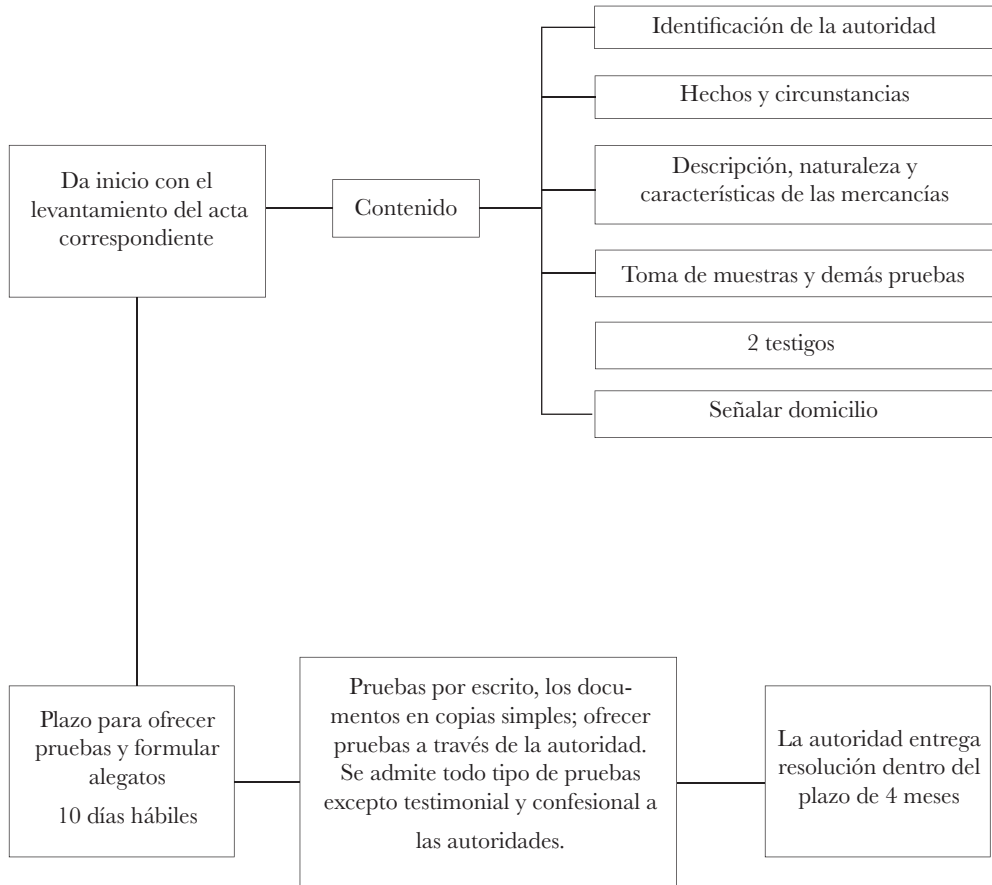 Identificación de la autoridad
Hechos y circunstancias
Da inicio con el
levantamiento del acta
correspondiente
Contenido
Descripción, naturaleza y
características de las mercancías
Toma de muestras y demás pruebas
2 testigos
Señalar domicilio
Plazo para ofrecer
pruebas y formular
alegatos
10 días hábiles
Pruebas por escrito, los docu-
mentos en copias simples; ofrecer
pruebas a través de la autoridad.
Se admite todo tipo de pruebas
excepto testimonial y confesional a
las autoridades.
La autoridad entrega
resolución dentro del
plazo de 4 meses